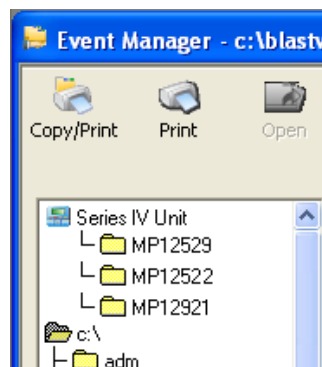 Event Manager - c:\blastv
Copy/Print Print Open
Series IV Unit
MP12529
MP12522
MP12921
c:\
adm